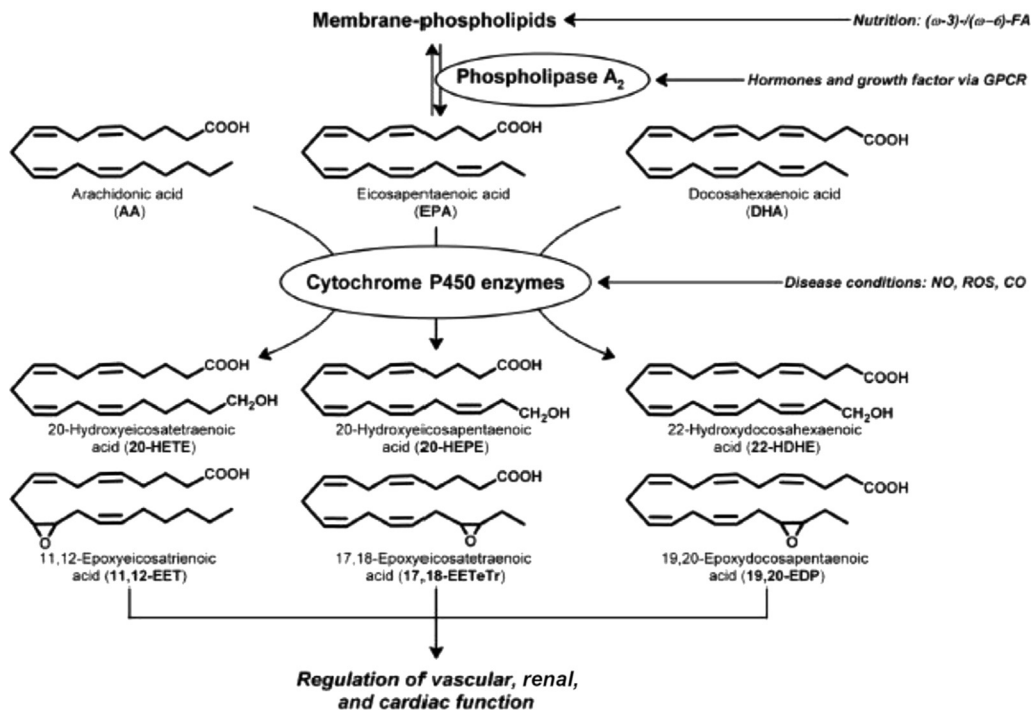 Membrane-phospholipids
Nutrition: (ω-3)-/(ω-6)-FA
Phospholipase A2
Hormones and growth factor via GPCR
COOH
COOH
COOH
Arachidonic acid
(AA)
Eicosapentaenoic acid
(EPA)
Docosahexaenoic acid
(DHA)
Cytochrome P450 enzymes
Disease conditions: NO, ROS, CO
COOH
CH2OH
COOH
CH2OH
COOH
CH2OH
20-Hydroxyeicosatetraenoic
acid (20-HETE)
20-Hydroxyeicosapentaenoic
acid (20-HEPE)
22-Hydroxydocosahexaenoic
acid (22-HDHE)
COOH
O
COOH
O
COOH
O
11,12-Epoxyeicosatrienoic
acid (11,12-EET)
17,18-Epoxyeicosatetraenoic
acid (17,18-EETeTr)
19,20-Epoxydocosapentaenoic
acid (19,20-EDP)
Regulation of vascular, renal,
and cardiac function